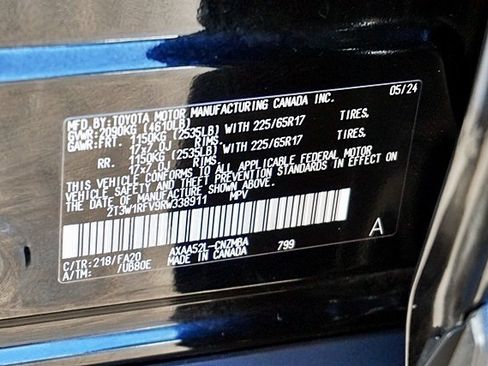 MFD.BY:TOYOTA MOTOR MANUFACTURING CANADA INC. 05/24
GVWR:2090KG (4610LB)
GAWR:FRT. 1150KG (2535LB) WITH 225/65R17 TIRES,
17X7.0J RIMS
RR. 1150KG (2535LB) WITH 225/65R17 TIRES,
17X7.0J RIMS
THIS VEHICLE CONFORMS TO ALL APPLICABLE FEDERAL MOTOR
VEHICLE SAFETY AND THEFT PREVENTION STANDARDS IN EFFECT ON
THE DATE OF MANUFACTURE SHOWN ABOVE.
2T3W1RFV9RW338911 MPV
A
C/TR:218/FA20 AXAA52L-CNZMBA 799
A/TM: /UB80E MADE IN CANADA